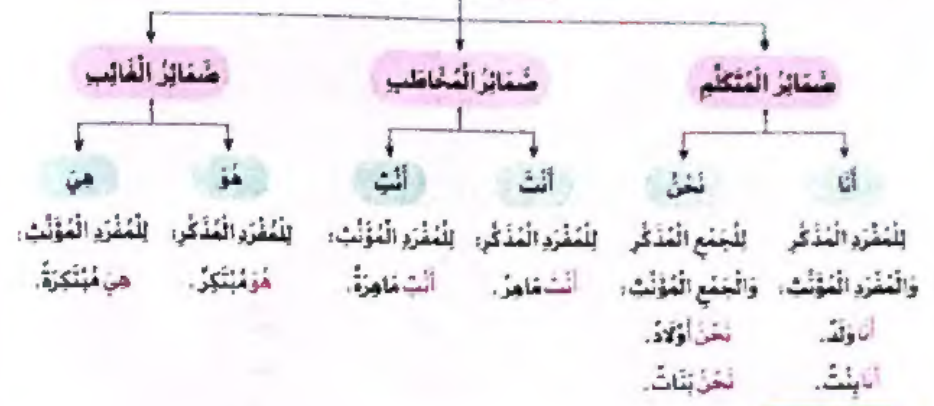 ضَمَائِرُ الْمُتَكَلِّمِ
ضَمَائِرُ الْمُخَاطَبِ
ضَمَائِرُ الْغَائِبِ
أَنَا
نَحْنُ
أَنْتَ
أَنْتِ
هُوَ
هِيَ
لِلْمُفْرَدِ الْمُذَكَّرِ
وَالْمُفْرَدِ الْمُؤَنَّثِ:
أَنَا وَلَدٌ.
أَنَا بِنْتٌ.
لِلْجَمْعِ الْمُذَكَّرِ
وَالْجَمْعِ الْمُؤَنَّثِ:
نَحْنُ أَوْلَادٌ.
نَحْنُ بَنَاتٌ.
لِلْمُفْرَدِ الْمُذَكَّرِ:
أَنْتَ مَاهِرٌ.
لِلْمُفْرَدِ الْمُؤَنَّثِ:
أَنْتِ مَاهِرَةٌ.
لِلْمُفْرَدِ الْمُذَكَّرِ:
هُوَ مُبْتَكِرٌ.
لِلْمُفْرَدِ الْمُؤَنَّثِ:
هِيَ مُبْتَكِرَةٌ.